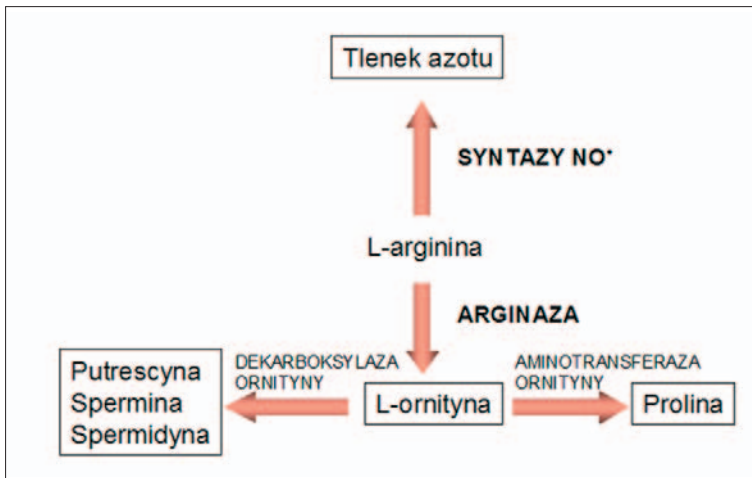 Tlenek azotu
SYNTAZY NO•
L-arginina
ARGINAZA
DEKARBOKSYLAZA
ORNITYNY
AMINOTRANSFERAZA
ORNITYNY
Putrescyna
Spermina
Spermidyna
L-ornityna
Prolina